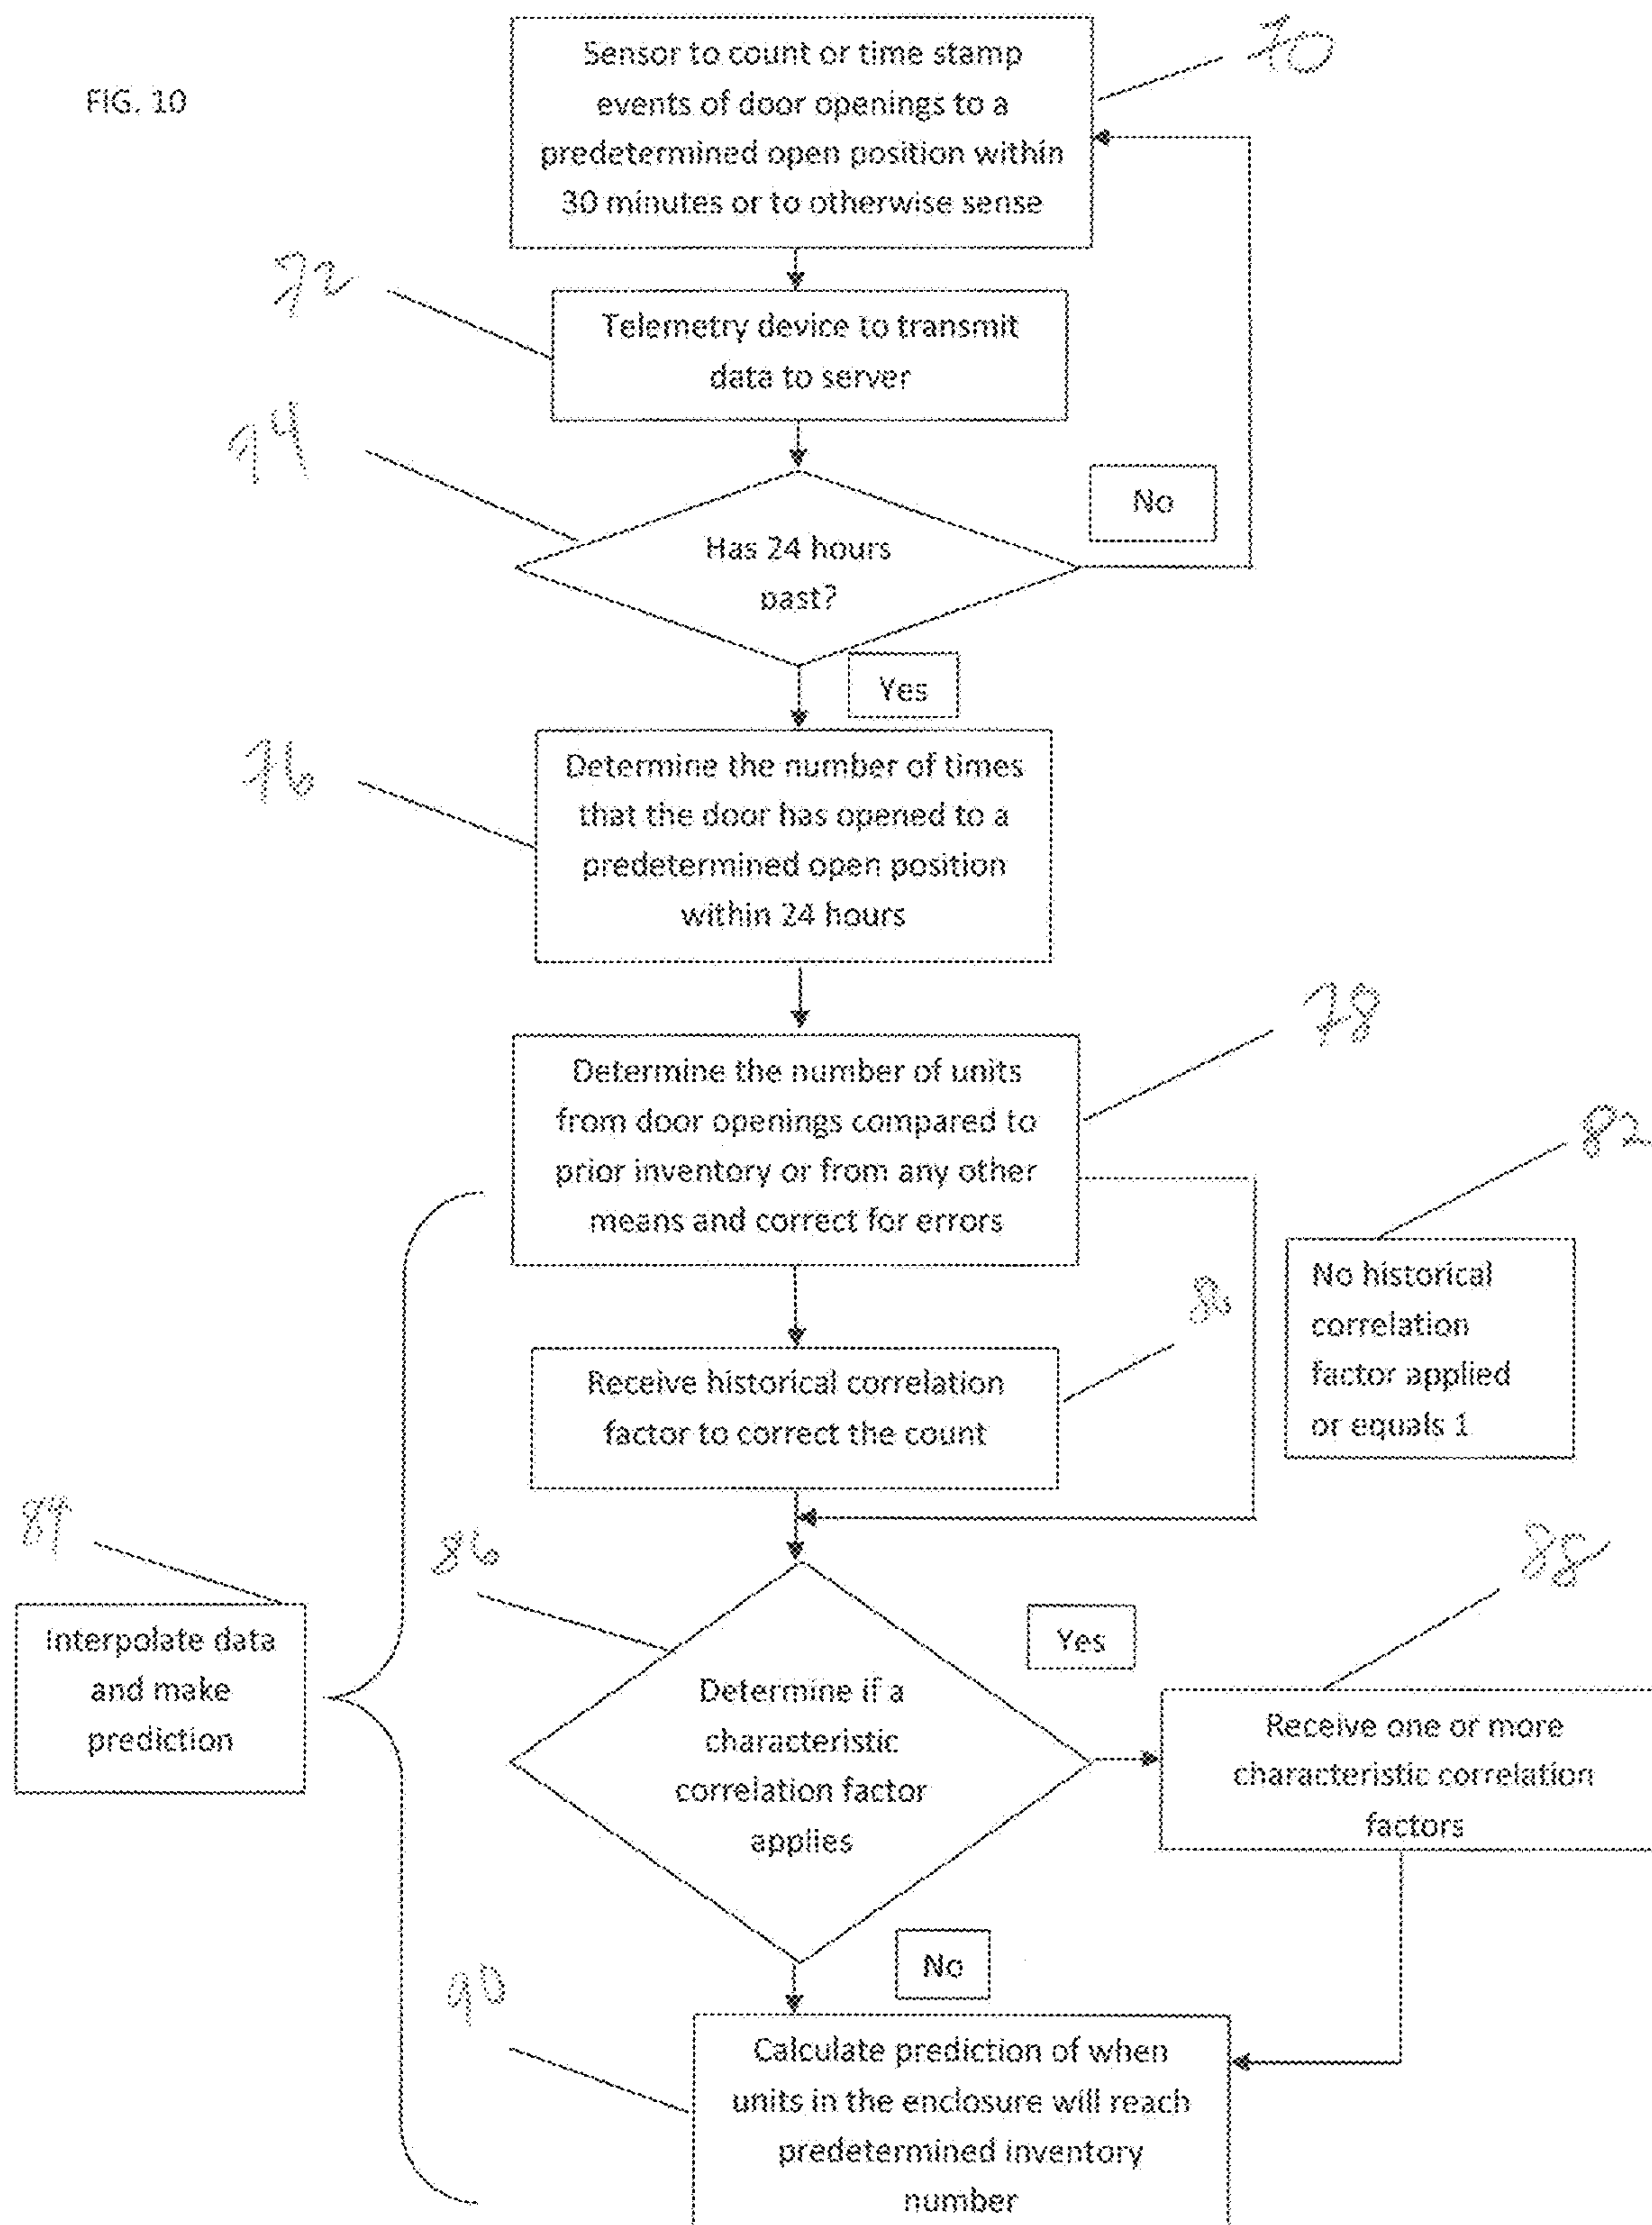 FIG. 10
Sensor to count or time stamp
events of door openings to a
predetermined open position within
30 minutes or to otherwise sense
70
72
Telemetry device to transmit
data to server
74
Has 24 hours
past?
No
Yes
76
Determine the number of times
that the door has opened to a
predetermined open position
within 24 hours
78
Determine the number of units
from door openings compared to
prior inventory or from any other
means and correct for errors
82
No historical
correlation
factor applied
or equals 1
80
Receive historical correlation
factor to correct the count
84
Interpolate data
and make
prediction
86
Determine if a
characteristic
correlation factor
applies
Yes
88
Receive one or more
characteristic correlation
factors
No
90
Calculate prediction of when
units in the enclosure will reach
predetermined inventory
number